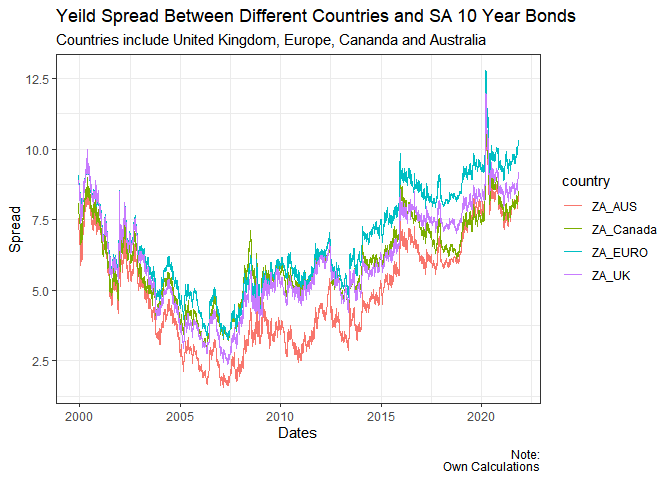 Yeild Spread Between Different Countries and SA 10 Year Bonds
Countries include United Kingdom, Europe, Cananda and Australia
12.5
10.0
7.5
5.0
2.5
Spread
2000
2005
2010
2015
2020
Dates
country
ZA_AUS
ZA_Canada
ZA_EURO
ZA_UK
Note:
Own Calculations